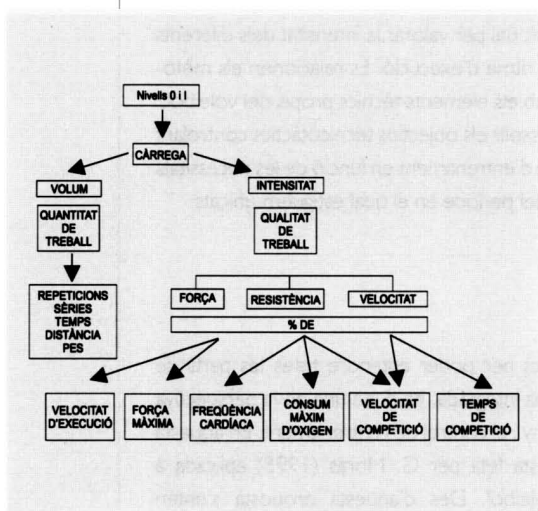 Nivells 0 i I
CÀRREGA
VOLUM
INTENSITAT
QUANTITAT
DE
TREBALL
QUALITAT
DE
TREBALL
REPETICIONS
SÈRIES
TEMPS
DISTÀNCIA
PES
FORÇA
RESISTÈNCIA
VELOCITAT
% DE
VELOCITAT
D'EXECUCIÓ
FORÇA
MÀXIMA
FREQÜÈNCIA
CARDÍACA
CONSUM
MÀXIM
D'OXIGEN
VELOCITAT
DE
COMPETICIÓ
TEMPS
DE
COMPETICIÓ